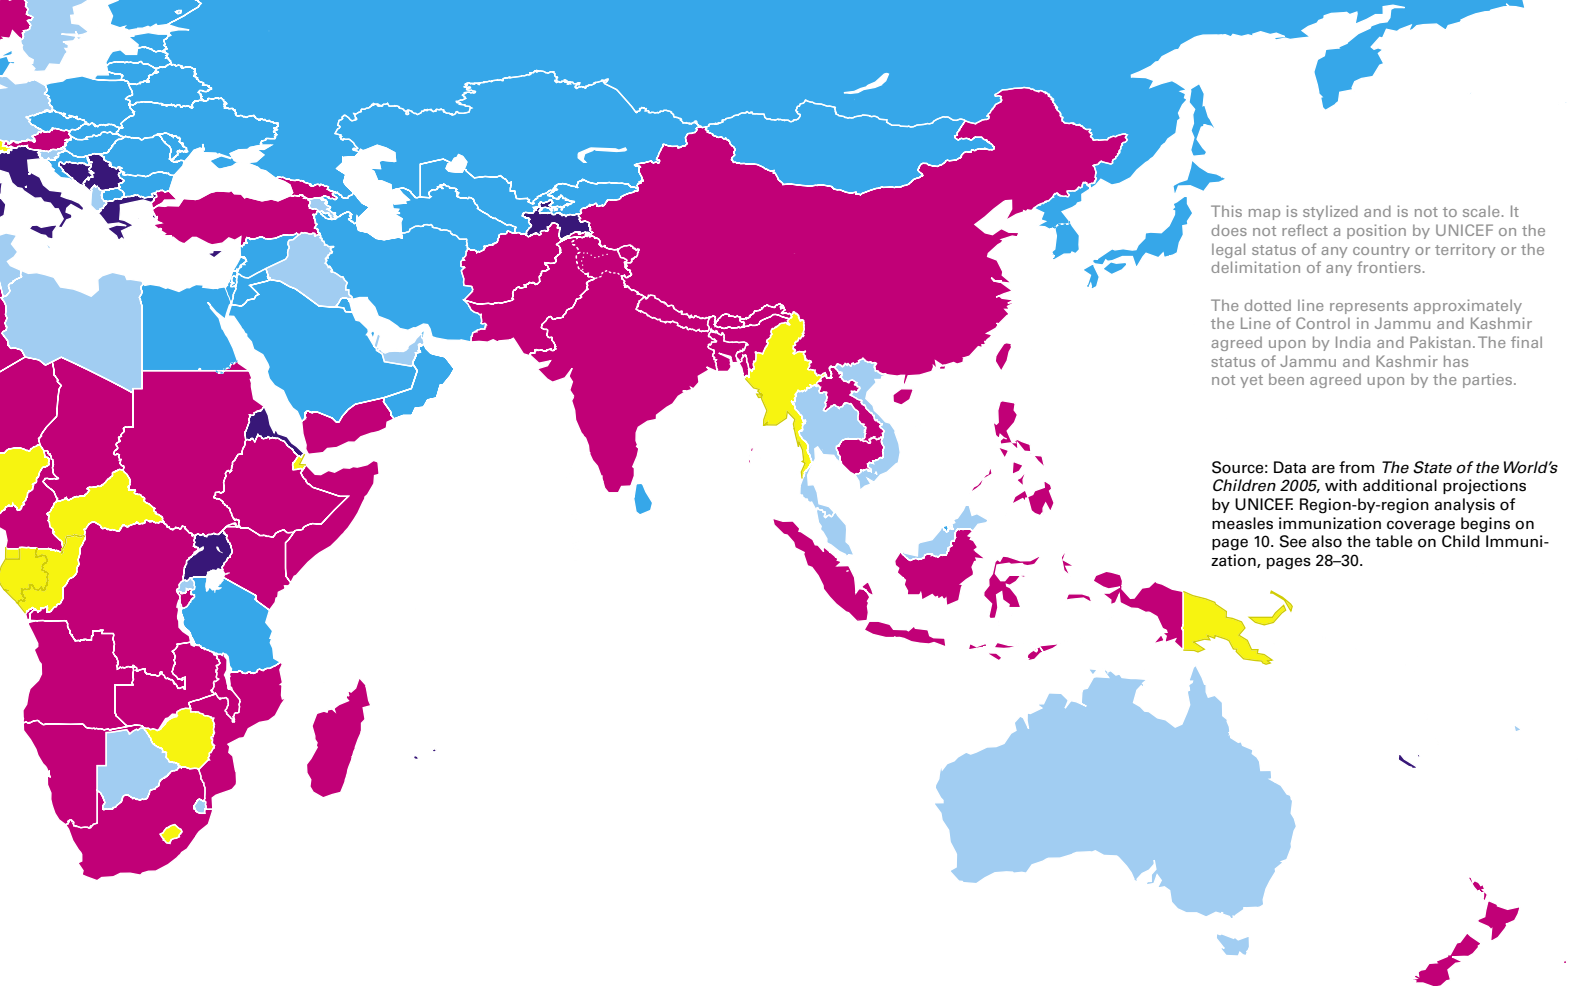 This map is stylized and is not to scale. It
does not reflect a position by UNICEF on the
legal status of any country or territory or the
delimitation of any frontiers.
The dotted line represents approximately
the Line of Control in Jammu and Kashmir
agreed upon by India and Pakistan. The final
status of Jammu and Kashmir has
not yet been agreed upon by the parties.
Source: Data are from The State of the World's
Children 2005, with additional projections
by UNICEF. Region-by-region analysis of
measles immunization coverage begins on
page 10. See also the table on Child Immuni-
zation, pages 28–30.